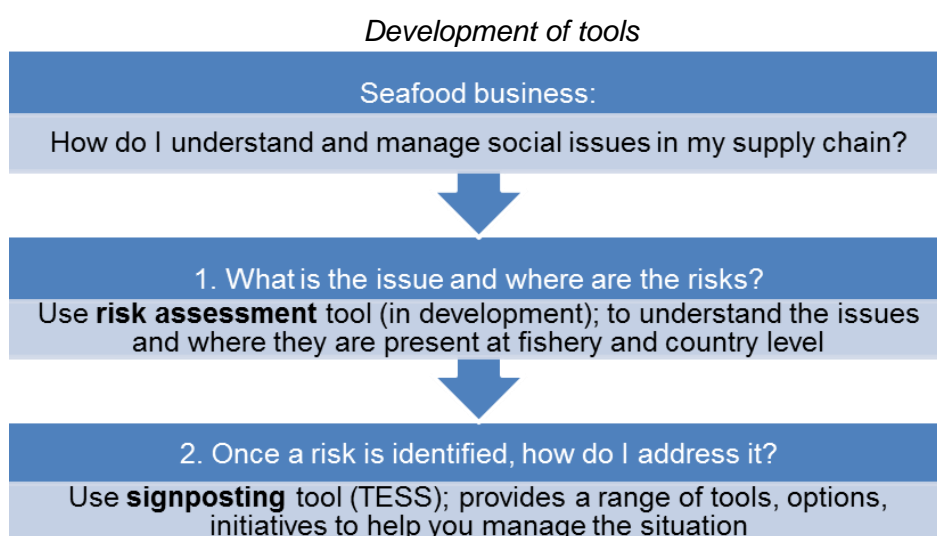 Development of tools
Seafood business:
How do I understand and manage social issues in my supply chain?
1. What is the issue and where are the risks?
Use risk assessment tool (in development); to understand the issues
and where they are present at fishery and country level
2. Once a risk is identified, how do I address it?
Use signposting tool (TESS); provides a range of tools, options,
initiatives to help you manage the situation